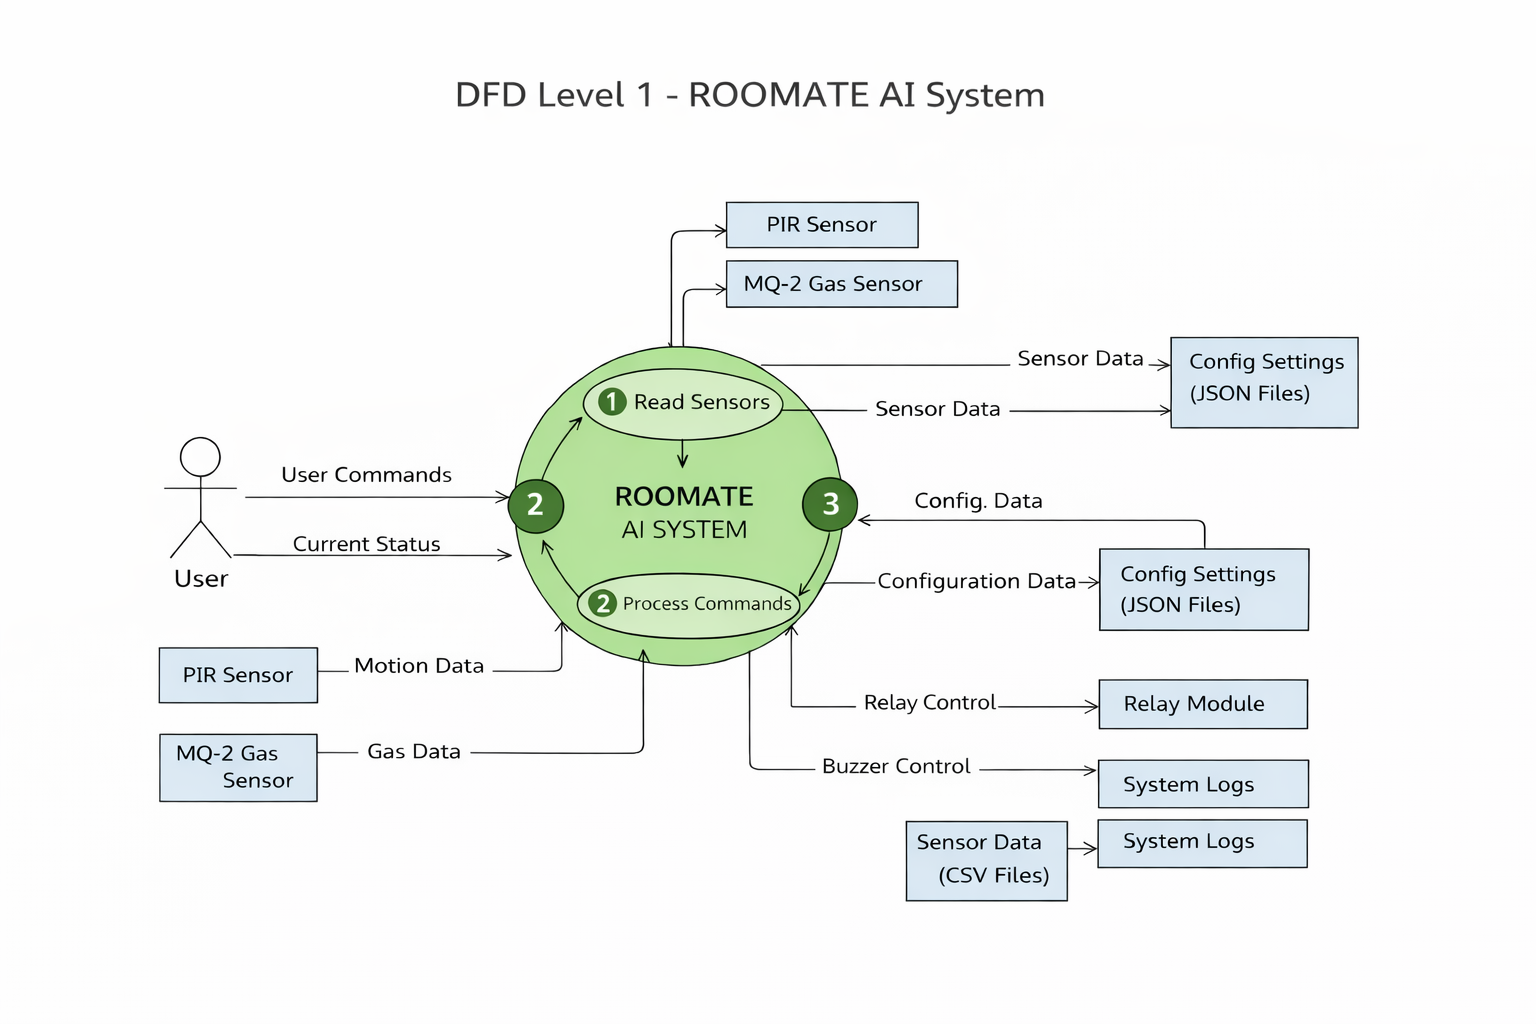 DFD Level 1 - ROOMATE AI System
PIR Sensor
MQ-2 Gas Sensor
Sensor Data
Config Settings
(JSON Files)
1 Read Sensors
Sensor Data
User Commands
2
ROOMATE
AI SYSTEM
3
Config. Data
Current Status
User
Configuration Data
Config Settings
(JSON Files)
2 Process Commands
PIR Sensor
Motion Data
Relay Control
Relay Module
MQ-2 Gas
Sensor
Gas Data
Buzzer Control
System Logs
Sensor Data
(CSV Files)
System Logs